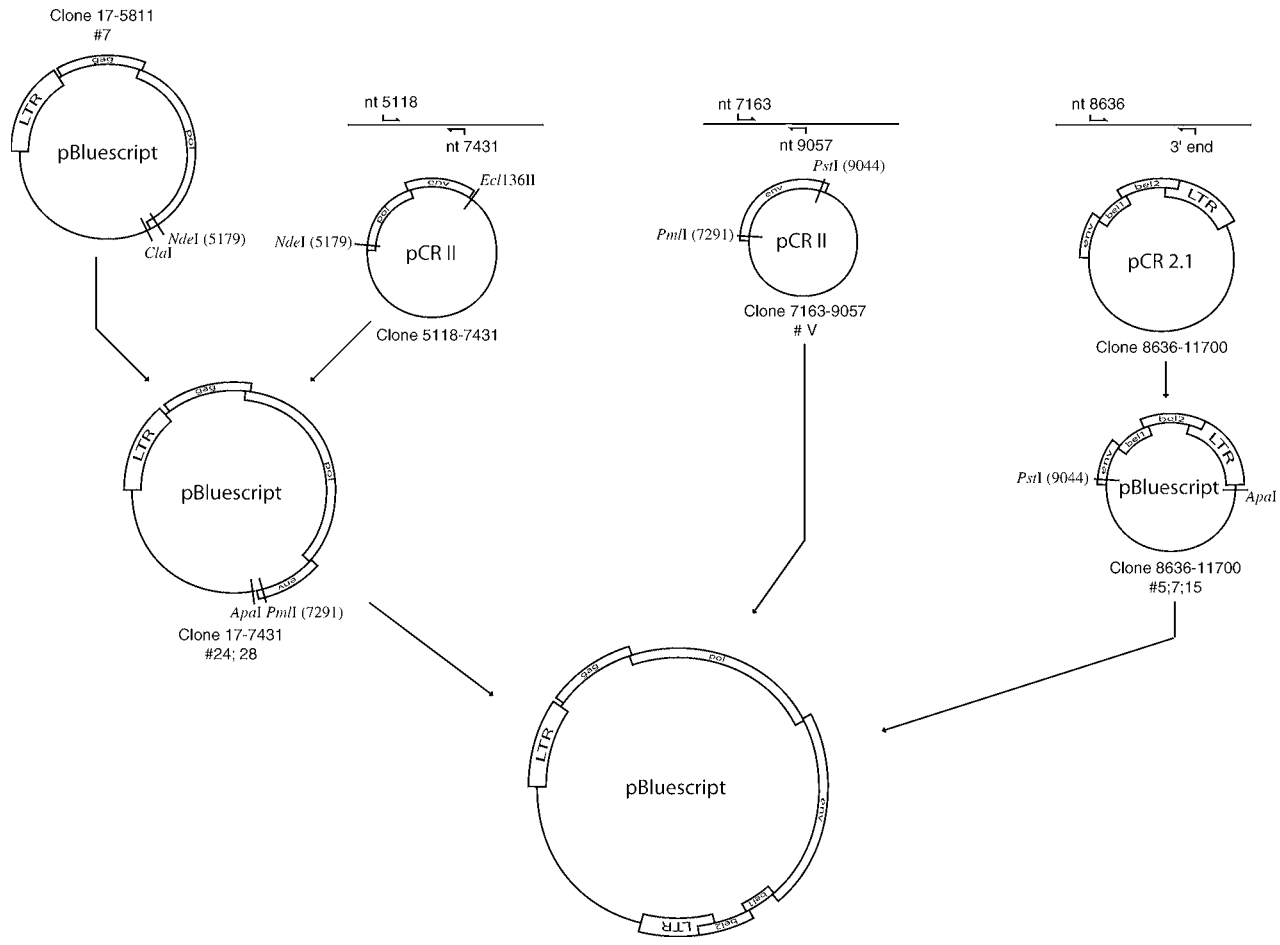 Clone 17-5811
#7
LTR
gag
pol
pBluescript
NdeI (5179)
ClaI
nt 5118
nt 7431
pol
env
Ecl136II
NdeI (5179)
pCR II
Clone 5118-7431
nt 7163
nt 9057
env
PstI (9044)
PmlI (7291)
pCR II
Clone 7163-9057
# V
nt 8636
3' end
env
bel1
bel2
LTR
pCR 2.1
Clone 8636-11700
LTR
gag
pol
env
pBluescript
ApaI PmlI (7291)
Clone 17-7431
#24; 28
env
bel1
bel2
LTR
PstI (9044)
pBluescript
ApaI
Clone 8636-11700
#5;7;15
LTR
gag
pol
env
bel1
bel2
LTR
pBluescript